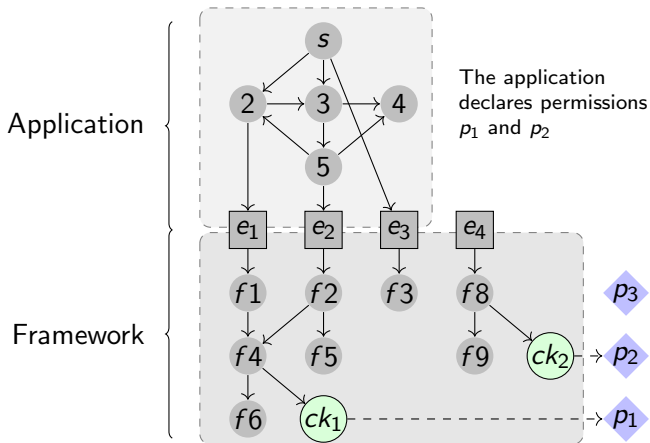 s
The application
declares permissions
p1 and p2
2 3 4
Application
5
e1 e2 e3 e4
f1 f2 f3 f8 p3
Framework
f4 f5 f9 ck2 p2
f6 ck1 p1